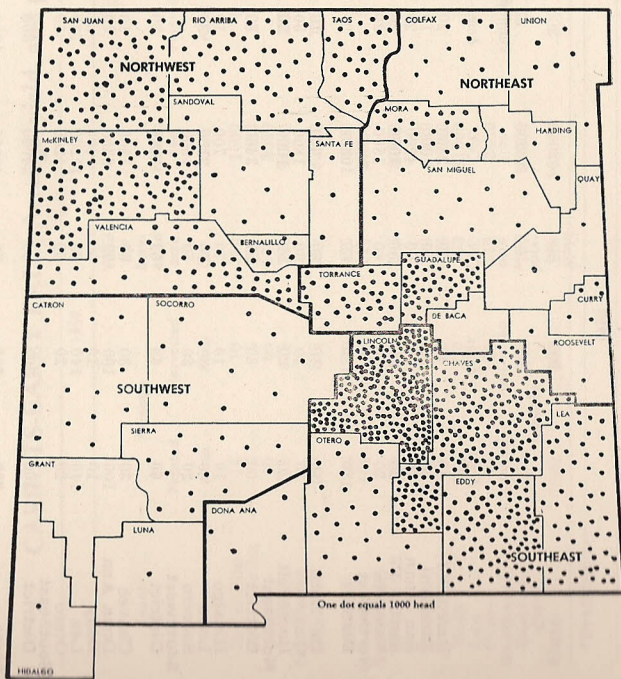 SAN JUAN
RIO ARRIBA
TAOS
COLFAX
UNION
NORTHWEST
NORTHEAST
SANDOVAL
MORA
HARDING
McKINLEY
SANTA FE
SAN MIGUEL
QUAY
VALENCIA
BERNALILLO
TORRANCE
GUADALUPE
CURRY
CATRON
SOCORRO
DE BACA
LINCOLN
ROOSEVELT
CHAVES
SOUTHWEST
LEA
SIERRA
OTERO
GRANT
EDDY
DONA ANA
LUNA
SOUTHEAST
One dot equals 1000 head
HIDALGO